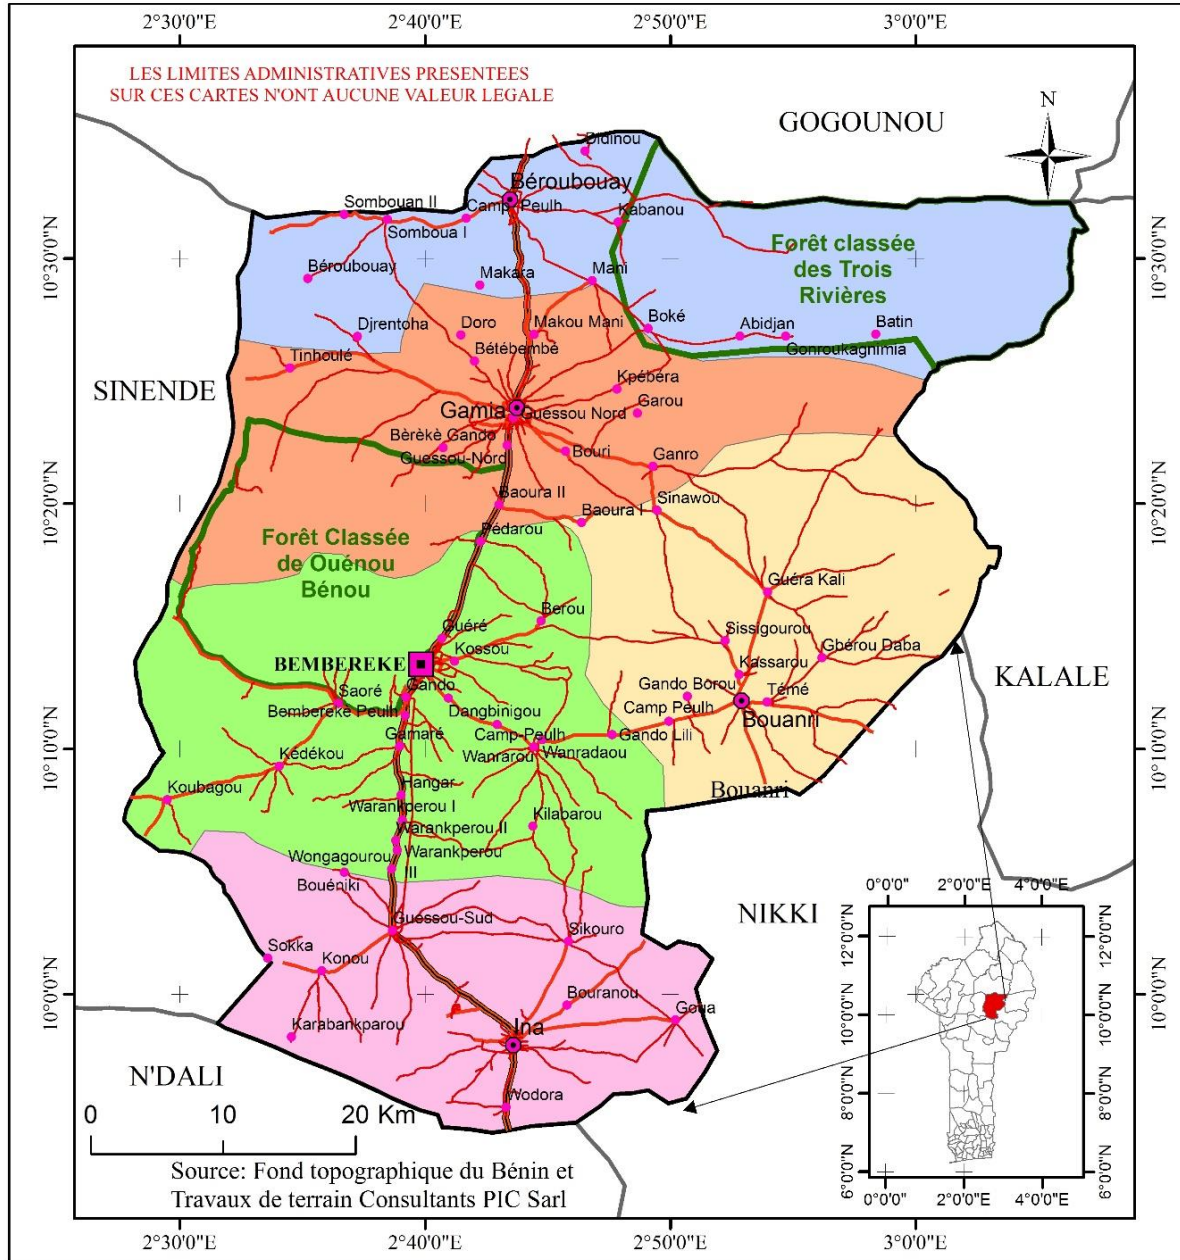 2°30'0"E 2°40'0"E 2°50'0"E 3°0'0"E
LES LIMITES ADMINISTRATIVES PRESENTEES
SUR CES CARTES N'ONT AUCUNE VALEUR LEGALE
N
GOGOUNOU
Didinou
Béroubouay
Sombouan II
Camp-Peulh
Kabanou
Somboua I
Forêt classée
des Trois
Rivières
10°30'0"N
10°30'0"N
Béroubouay
Makara
Mani
Djrentoha
Doro
Makou Mani
Boké
Abidjan
Batin
Tinhoulé
Bétébembè
Gonroukagnimia
SINENDE
Kpébéra
Gamia
Guessou Nord
Garou
Bèrèkè Gando
Guessou-Nord
Bouri
Ganro
10°20'0"N
10°20'0"N
Baoura II
Baoura I
Sinawou
Pédarou
Forêt Classée
de Ouénou
Bénou
Guéra Kali
Berou
Guéré
Sissigourou
Gbérou Daba
BEMBEREKE
Kossou
Kassarou
KALALE
Saoré
Gando
Gando Borou
Témé
Bembereke Peulh
Dangbinigou
Camp Peulh
Bouanri
Gamaré
Camp-Peulh
Gando Lili
Wanrarou
Wanradaou
10°10'0"N
10°10'0"N
Kédékou
Koubagou
Hangar
Bouanri
Warankperou I
Kilabarou
Warankperou II
Wongagourou
Warankperou
III
Bouéniki
NIKKI
Guessou-Sud
Sikouro
Sokka
Konou
10°0'0"N
10°0'0"N
Bouranou
Goua
Karabankparou
Ina
N'DALI
Wodora
0 10 20 Km
Source: Fond topographique du Bénin et
Travaux de terrain Consultants PIC Sarl
0°0'0" 2°0'0"E 4°0'0"E
12°0'0"N
12°0'0"N
10°0'0"N
10°0'0"N
8°0'0"N
8°0'0"N
6°0'0"N
6°0'0"N
0°0'0" 2°0'0"E 4°0'0"E
2°30'0"E 2°40'0"E 2°50'0"E 3°0'0"E